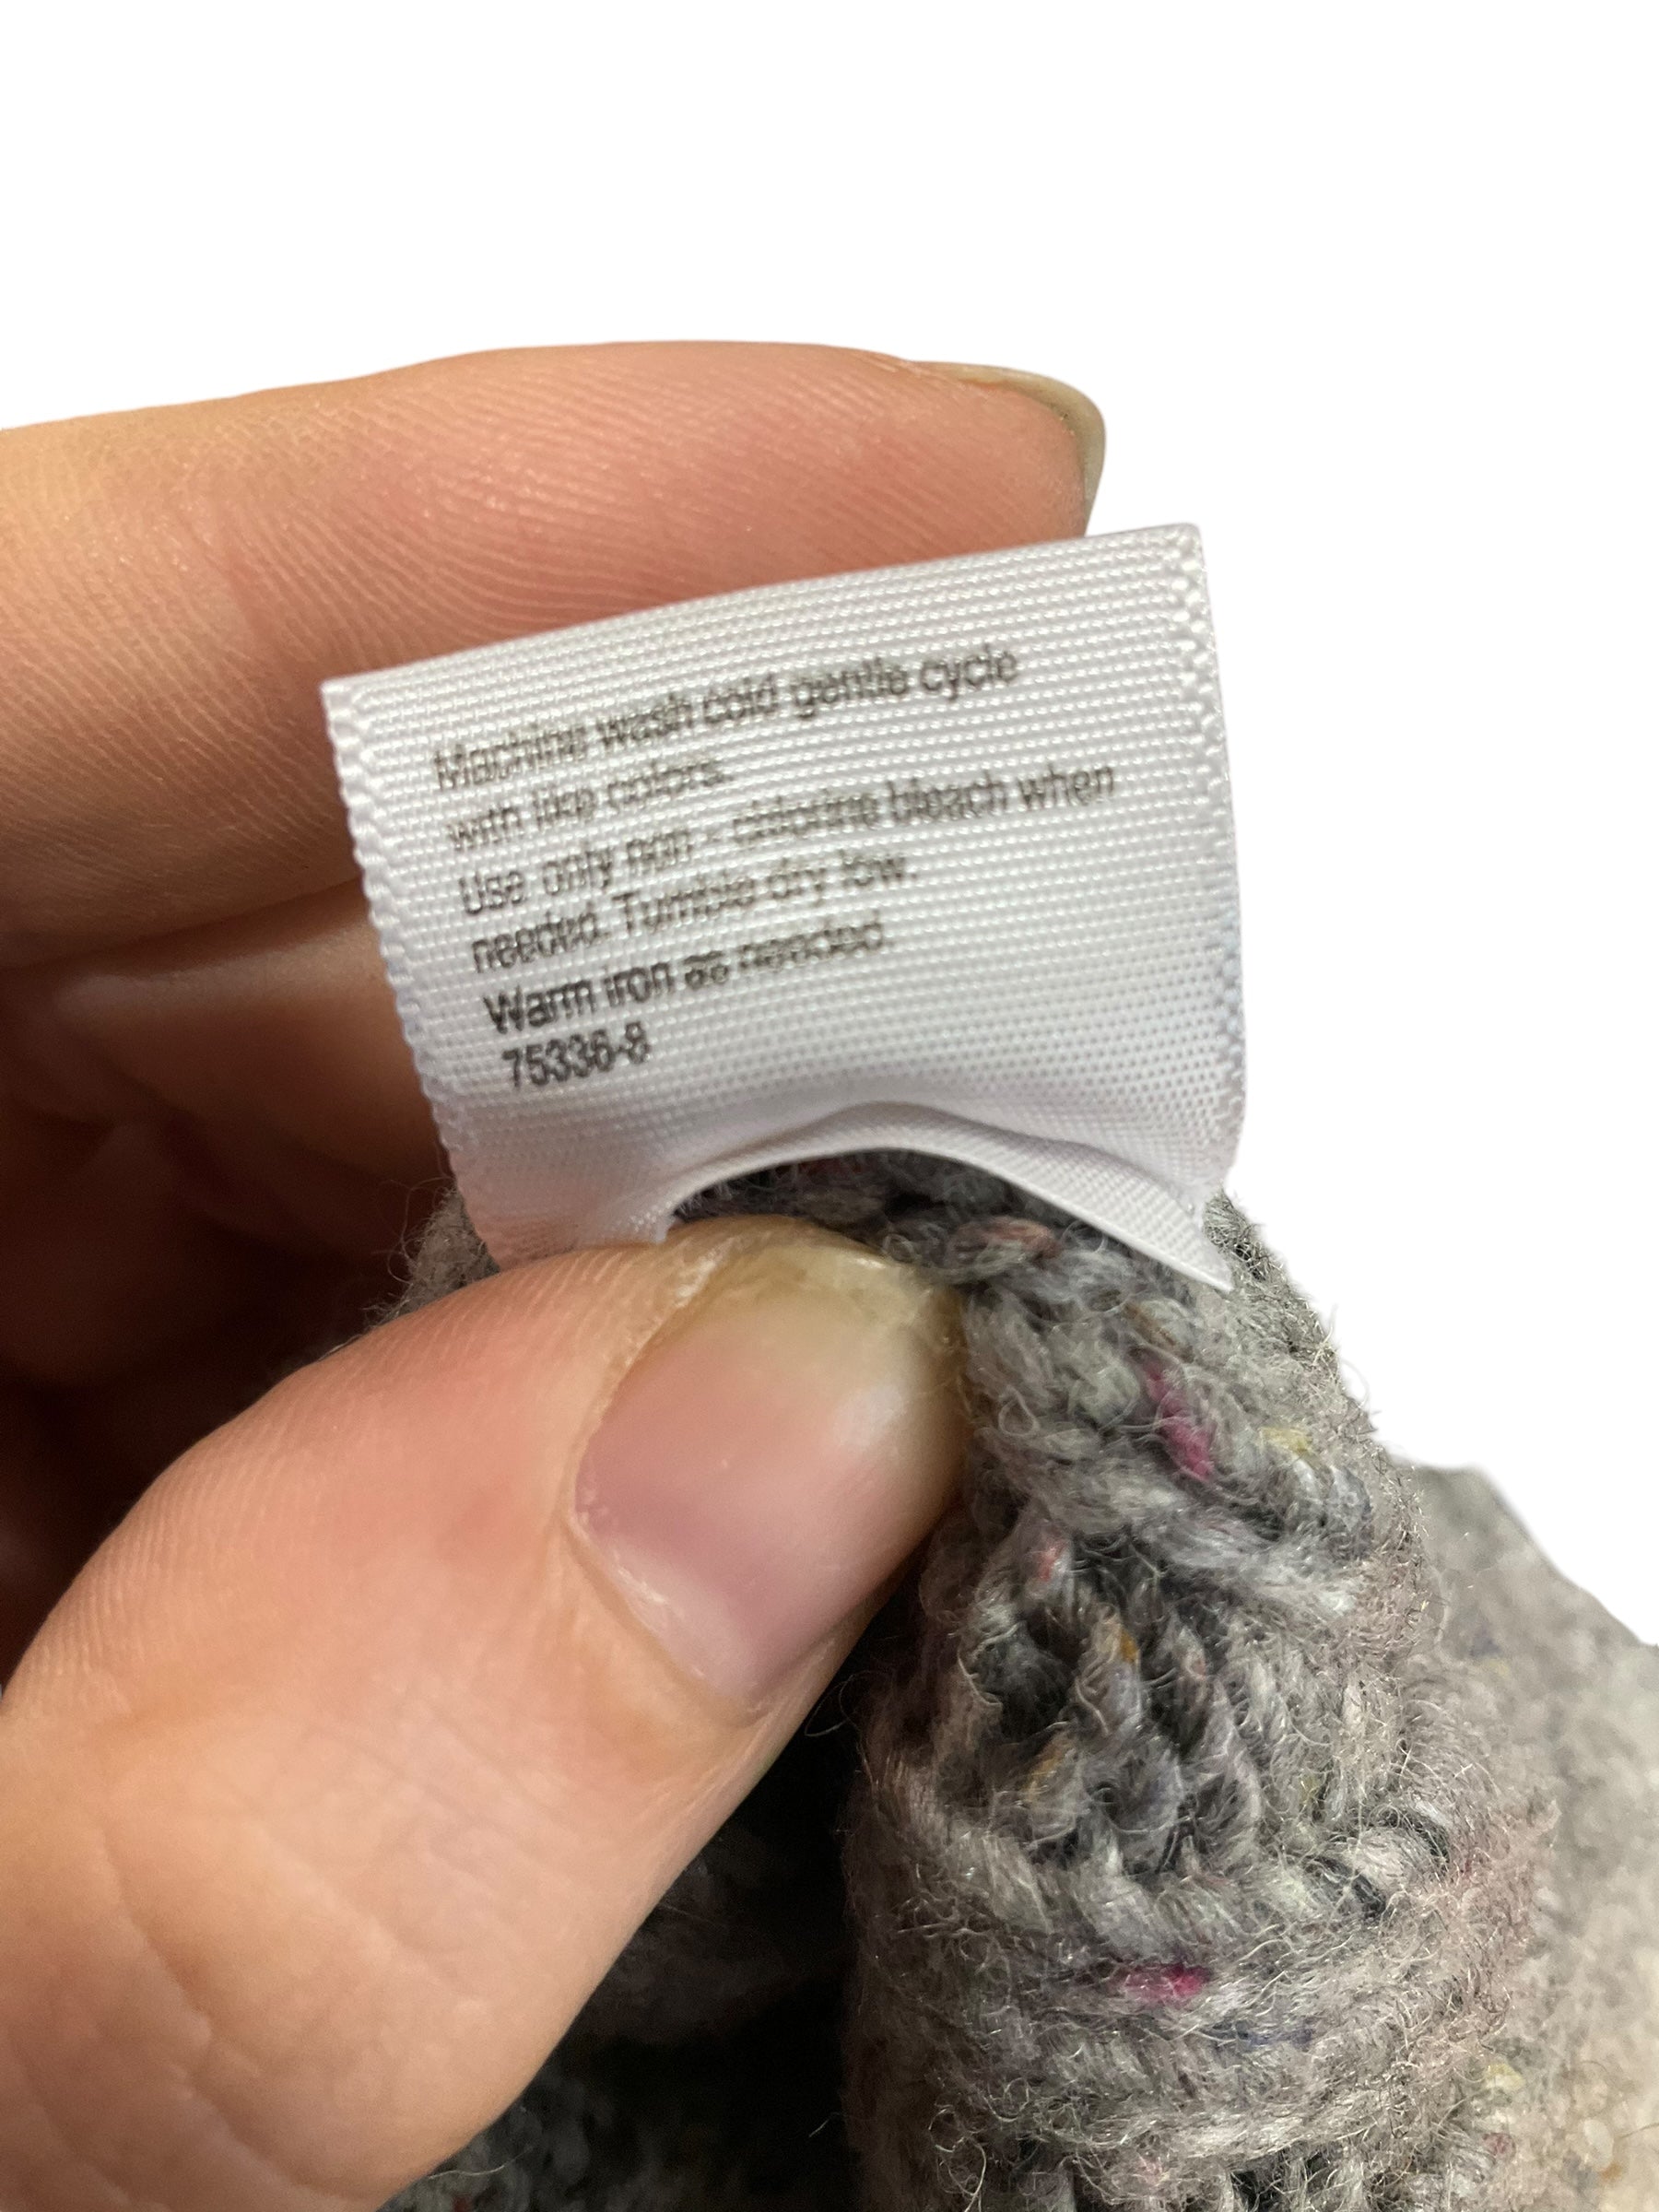 Machine wash cold gentle cycle
with like colors.
Use only non - chlorine bleach when
needed. Tumble dry low.
Warm iron as needed.
75336-8